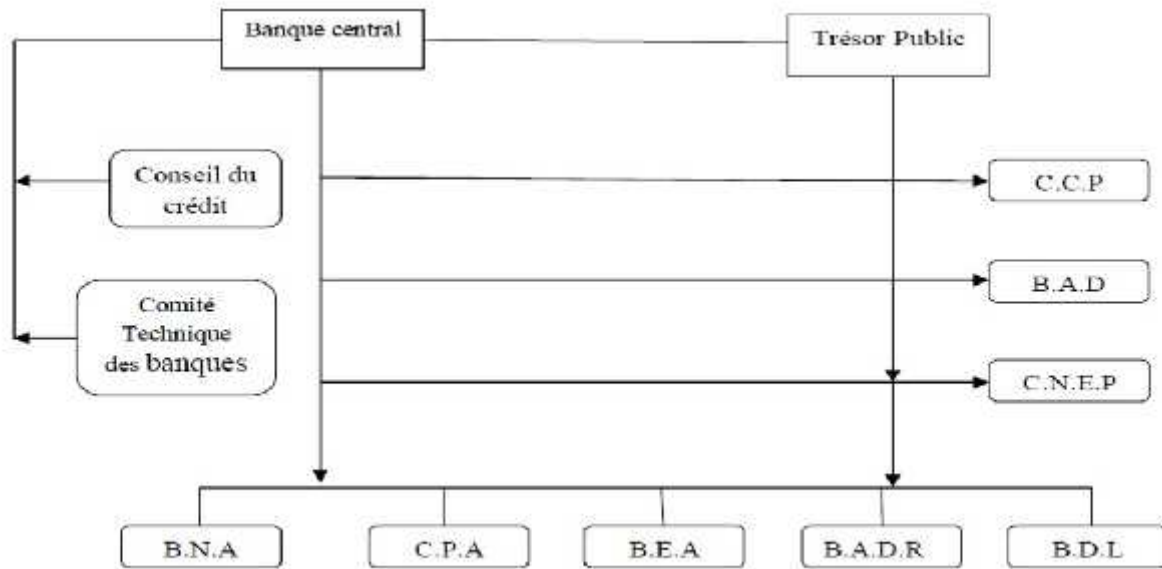 Banque central
Trésor Public
Conseil du
crédit
C.C.P
Comité
Technique
des banques
B.A.D
C.N.E.P
B.N.A
C.P.A
B.E.A
B.A.D.R
B.D.L